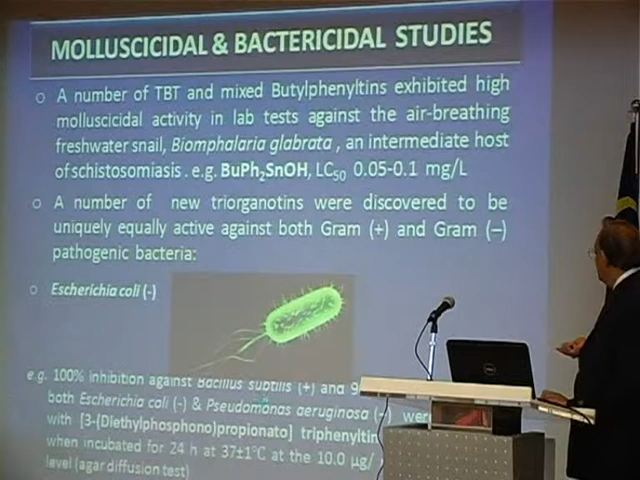 MOLLUSCICIDAL & BACTERICIDAL STUDIES
A number of TBT and mixed Butylphenyltins exhibited high
molluscicidal activity in lab tests against the air-breathing
freshwater snail, Biomphalaria glabrata , an intermediate host
of schistosomiasis . e.g. BuPh₂SnOH, LC₅₀ 0.05-0.1 mg/L
A number of new triorganotins were discovered to be
uniquely equally active against both Gram (+) and Gram (–)
pathogenic bacteria:
Escherichia coli (-)
e.g. 100% inhibition against Bacillus subtilis (+) and 9
both Escherichia coli (-) & Pseudomonas aeruginosa (- were
with [3-(Diethylphosphono)propionato] triphenyltin
when incubated for 24 h at 37±1°C at the 10.0 µg/
level (agar diffusion test)
DELL